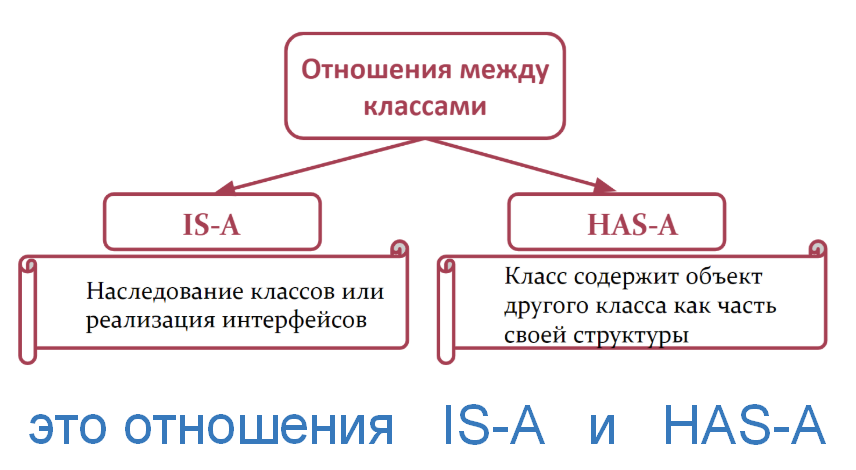 Отношения между
классами
IS-A
HAS-A
Наследование классов или
реализация интерфейсов
Класс содержит объект
другого класса как часть
своей структуры
это отношения IS-A и HAS-A